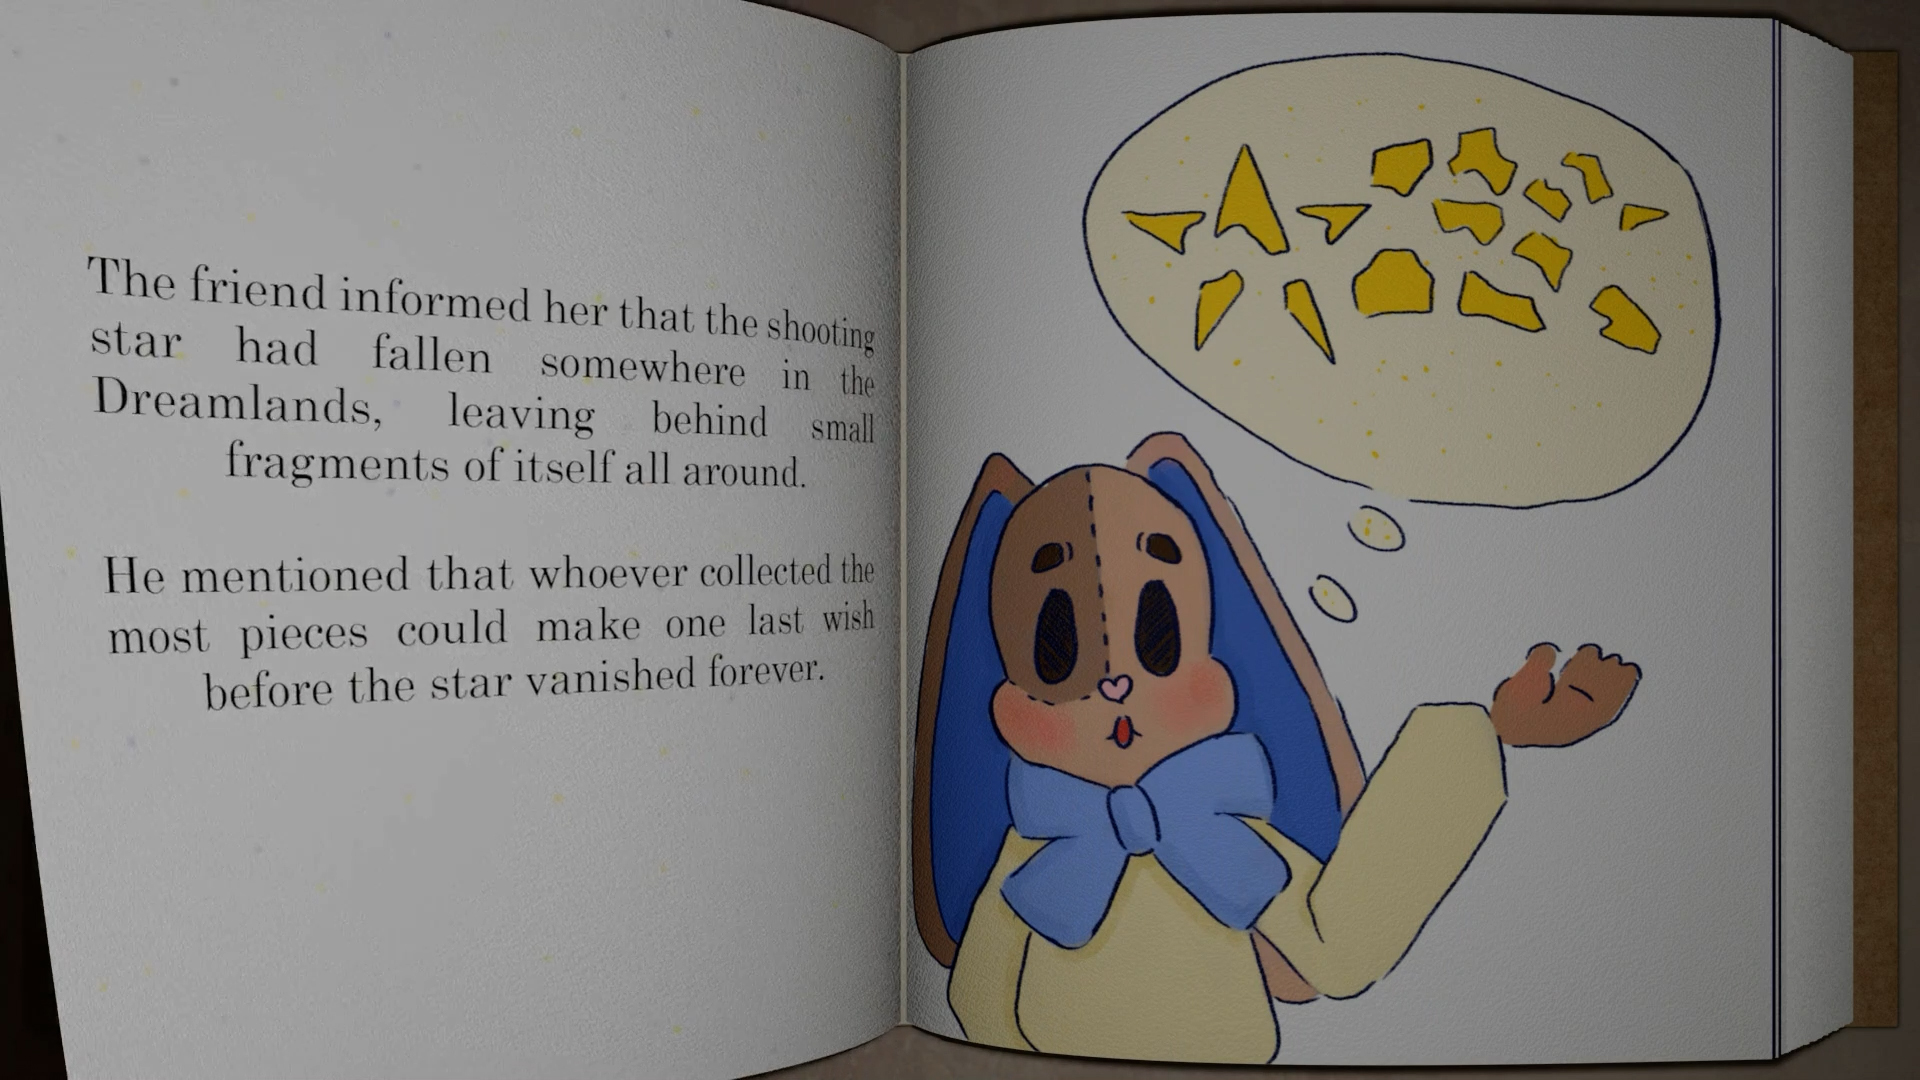 The friend informed her that the shooting
star had fallen somewhere in the
Dreamlands, leaving behind small
fragments of itself all around.
He mentioned that whoever collected the
most pieces could make one last wish
before the star vanished forever.